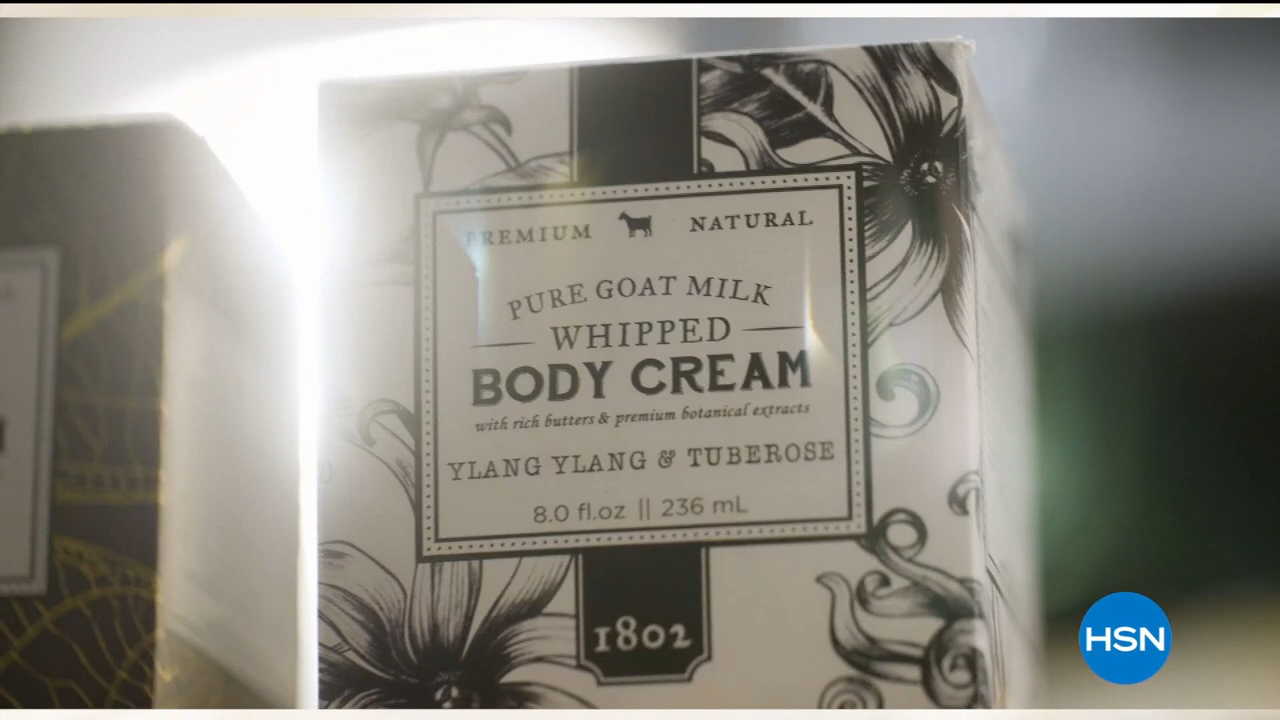 PREMIUM NATURAL
PURE GOAT MILK
WHIPPED
BODY CREAM
with rich butters & premium botanical extracts
YLANG YLANG & TUBEROSE
8.0 fl.oz || 236 mL
1802
HSN